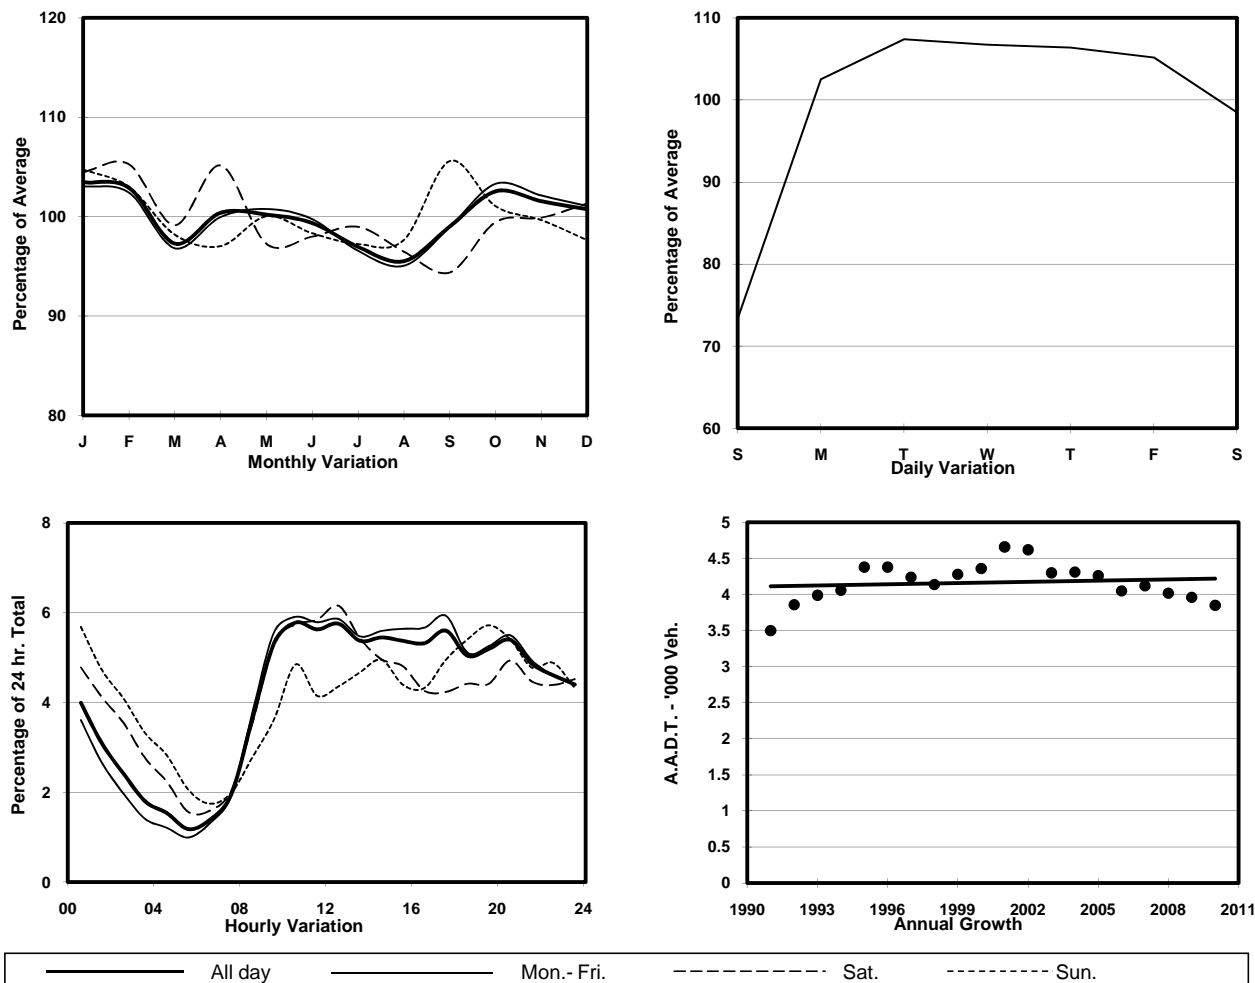 120
110
100
90
80
Percentage of Average
J F M A M J J A S O N D
Monthly Variation
110
100
90
80
70
60
Percentage of Average
S M T W T F S
Daily Variation
8
6
4
2
0
Percentage of 24 hr. Total
00 04 08 12 16 20 24
Hourly Variation
5
4.5
4
3.5
3
2.5
2
1.5
1
0.5
0
A.A.D.T. - '000 Veh.
1990 1993 1996 1999 2002 2005 2008 2011
Annual Growth
All day Mon.- Fri. Sat. Sun.